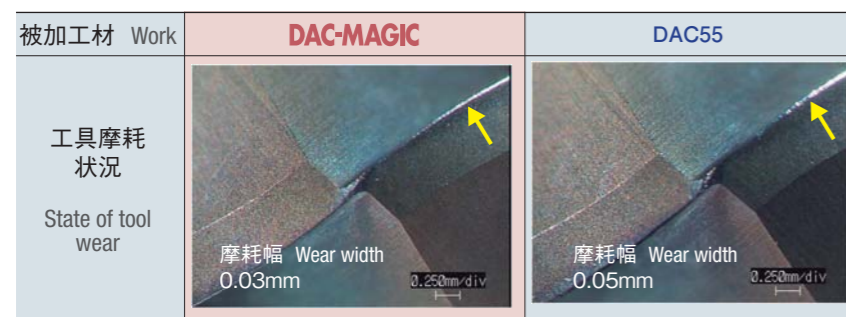 被加工材 Work
DAC-MAGIC
DAC55
工具摩耗
状況
State of tool
wear
摩耗幅 Wear width
0.03mm
0.250mm/div
摩耗幅 Wear width
0.05mm
0.250mm/div